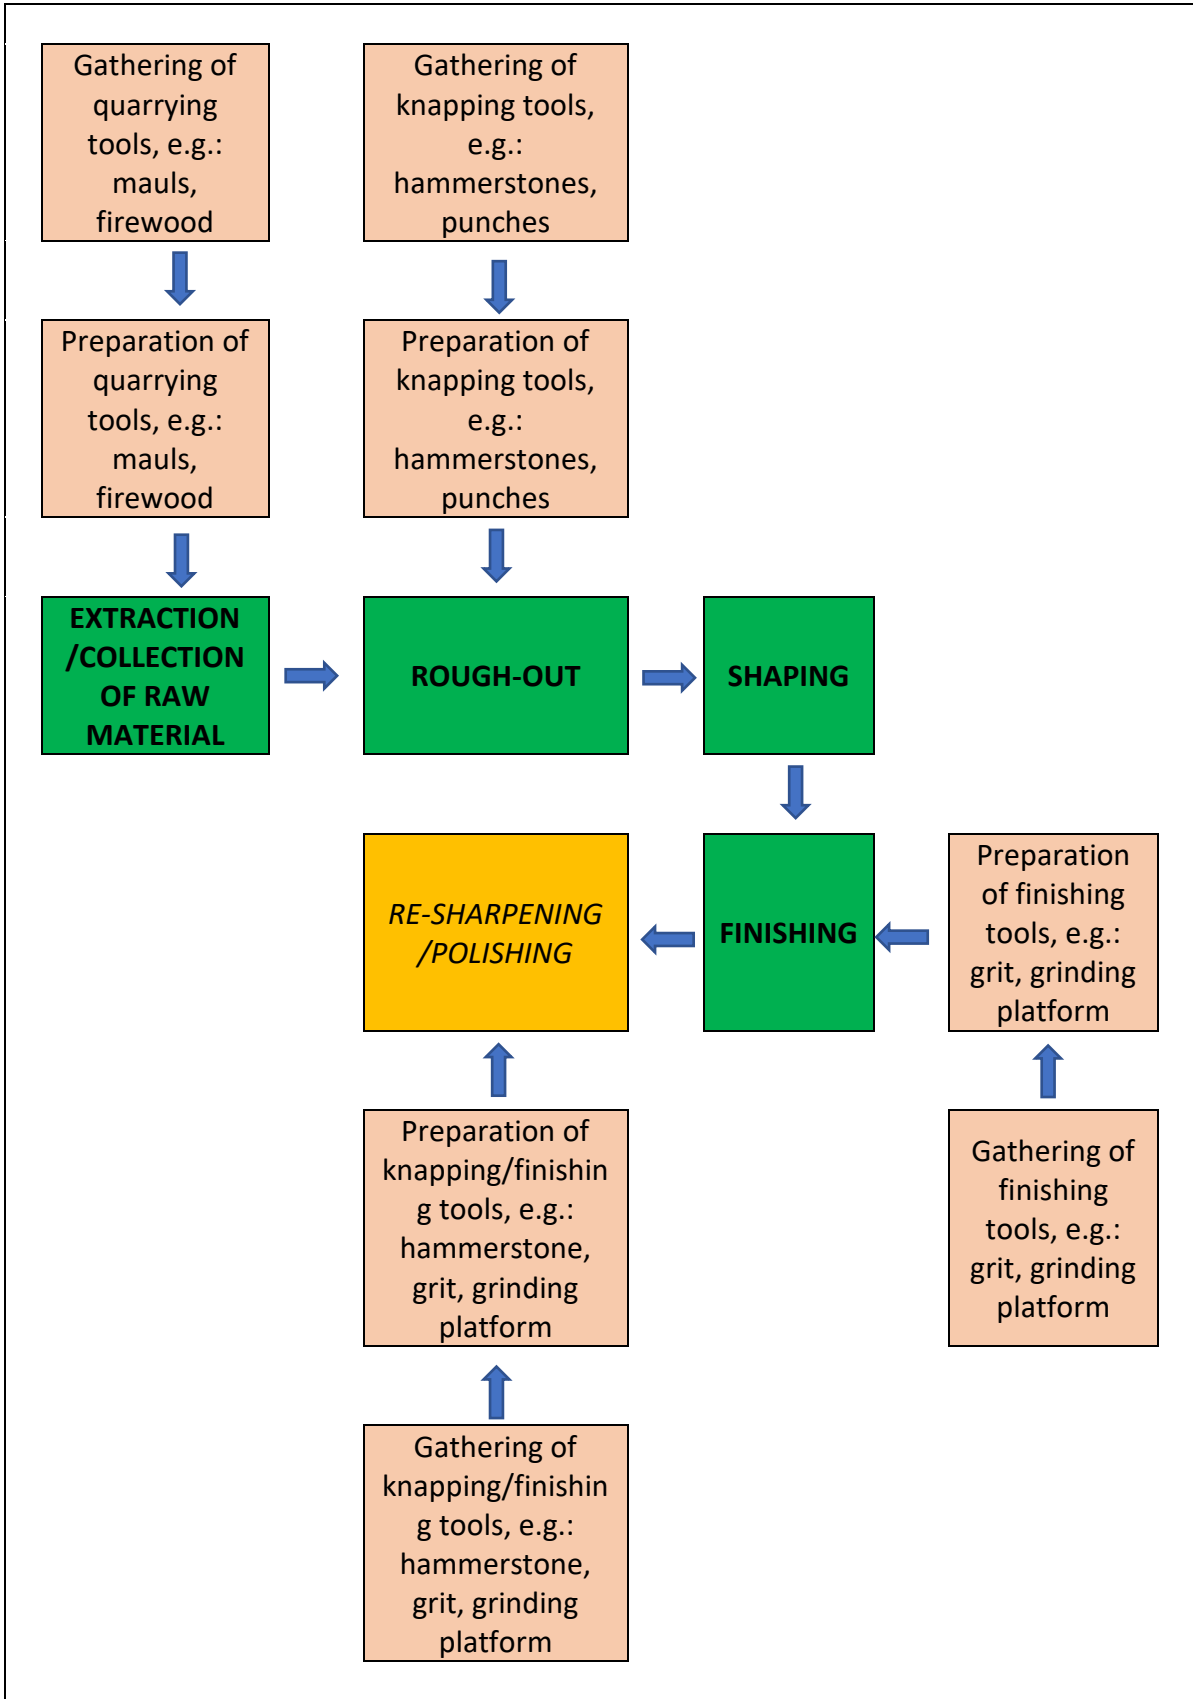 Gathering of
quarrying
tools, e.g.:
mauls,
firewood
Gathering of
knapping tools,
e.g.:
hammerstones,
punches
Preparation of
quarrying
tools, e.g.:
mauls,
firewood
Preparation of
knapping tools,
e.g.:
hammerstones,
punches
EXTRACTION
/COLLECTION
OF RAW
MATERIAL
ROUGH-OUT
SHAPING
RE-SHARPENING
/POLISHING
FINISHING
Preparation
of finishing
tools, e.g.:
grit, grinding
platform
Preparation of
knapping/finishin
g tools, e.g.:
hammerstone,
grit, grinding
platform
Gathering of
finishing
tools, e.g.:
grit, grinding
platform
Gathering of
knapping/finishin
g tools, e.g.:
hammerstone,
grit, grinding
platform